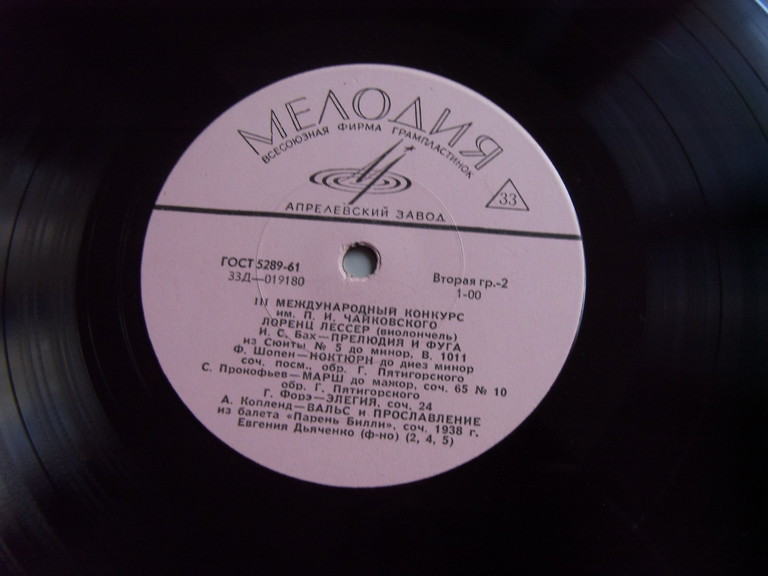 МЕЛОДИЯ
ВСЕСОЮЗНАЯ ФИРМА ГРАМПЛАСТИНОК
33
АПРЕЛЕВСКИЙ ЗАВОД
ГОСТ 5289-61
33Д—019180
Вторая гр.-2
1-00
III МЕЖДУНАРОДНЫЙ КОНКУРС
им. П. И. ЧАЙКОВСКОГО
ЛОРЕНЦ ЛЕССЕР (виолончель)
И. С. Бах—ПРЕЛЮДИЯ И ФУГА
из Сюиты № 5 до минор, В. 1011
Ф. Шопен—НОКТЮРН до диез минор
соч. посм., обр. Г. Пятигорского
С. Прокофьев—МАРШ до мажор, соч. 65 № 10
обр. Г. Пятигорского
Г. Форэ—ЭЛЕГИЯ, соч. 24
А. Копленд—ВАЛЬС и ПРОСЛАВЛЕНИЕ
из балета «Парень Билли», соч. 1938 г.
Евгения Дьяченко (ф-но) (2, 4, 5)